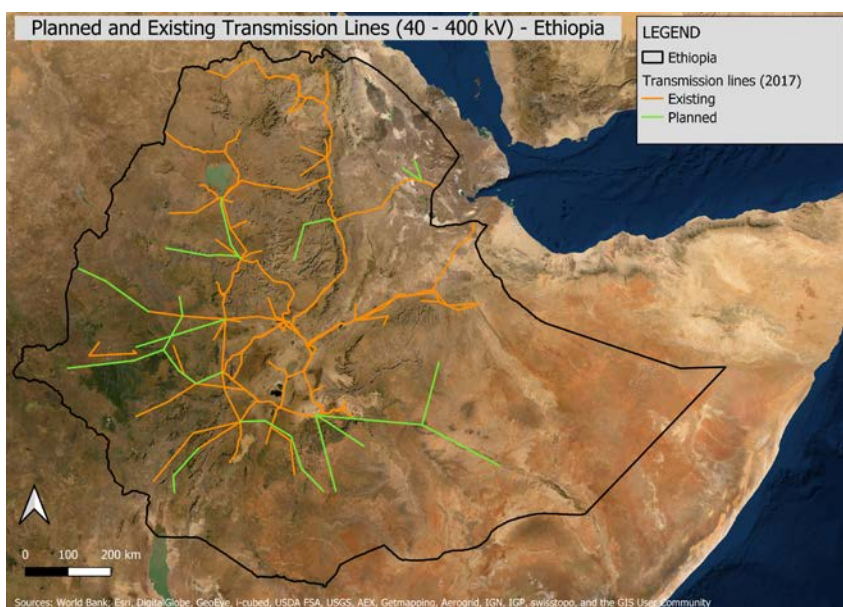 Planned and Existing Transmission Lines (40 - 400 kV) - Ethiopia
LEGEND
Ethiopia
Transmission lines (2017)
Existing
Planned
0 100 200 km
Sources: World Bank; Esri, DigitalGlobe, GeoEye, i-cubed, USDA FSA, USGS, AEX, Getmapping, Aerogrid, IGN, IGP, swisstopo, and the GIS User Community